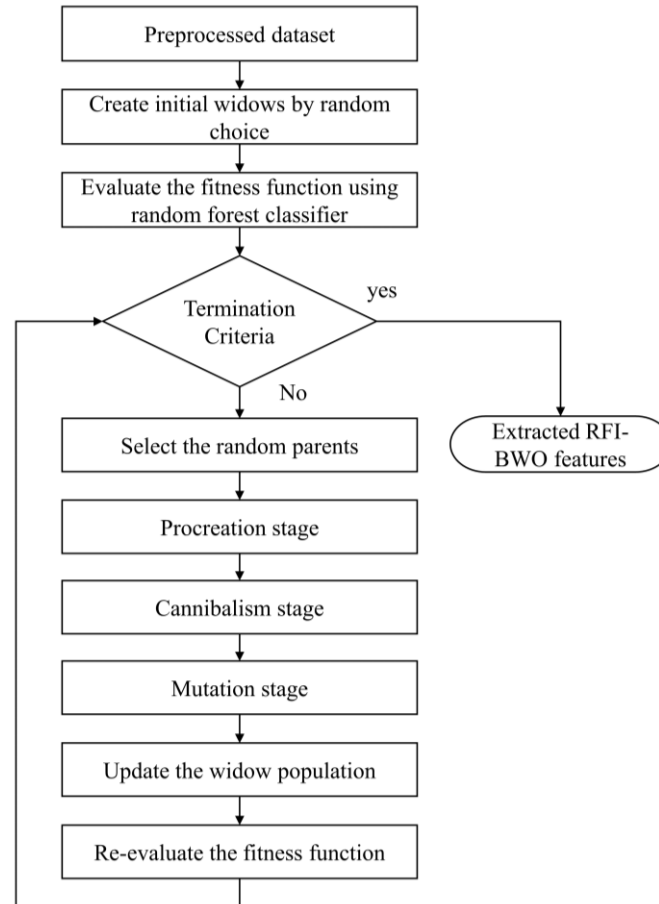 Preprocessed dataset
Create initial widows by random
choice
Evaluate the fitness function using
random forest classifier
yes
Termination
Criteria
No
Select the random parents
Extracted RFI-
BWO features
Procreation stage
Cannibalism stage
Mutation stage
Update the widow population
Re-evaluate the fitness function